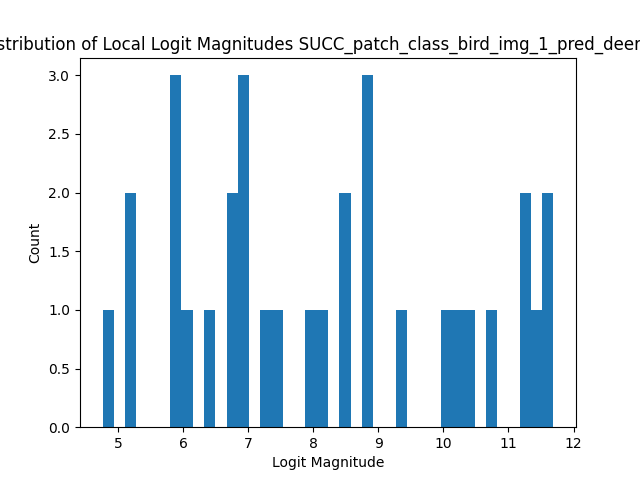 stribution of Local Logit Magnitudes SUCC_patch_class_bird_img_1_pred_deer
3.0
2.5
2.0
1.5
1.0
0.5
0.0
Count
5 6 7 8 9 10 11 12
Logit Magnitude